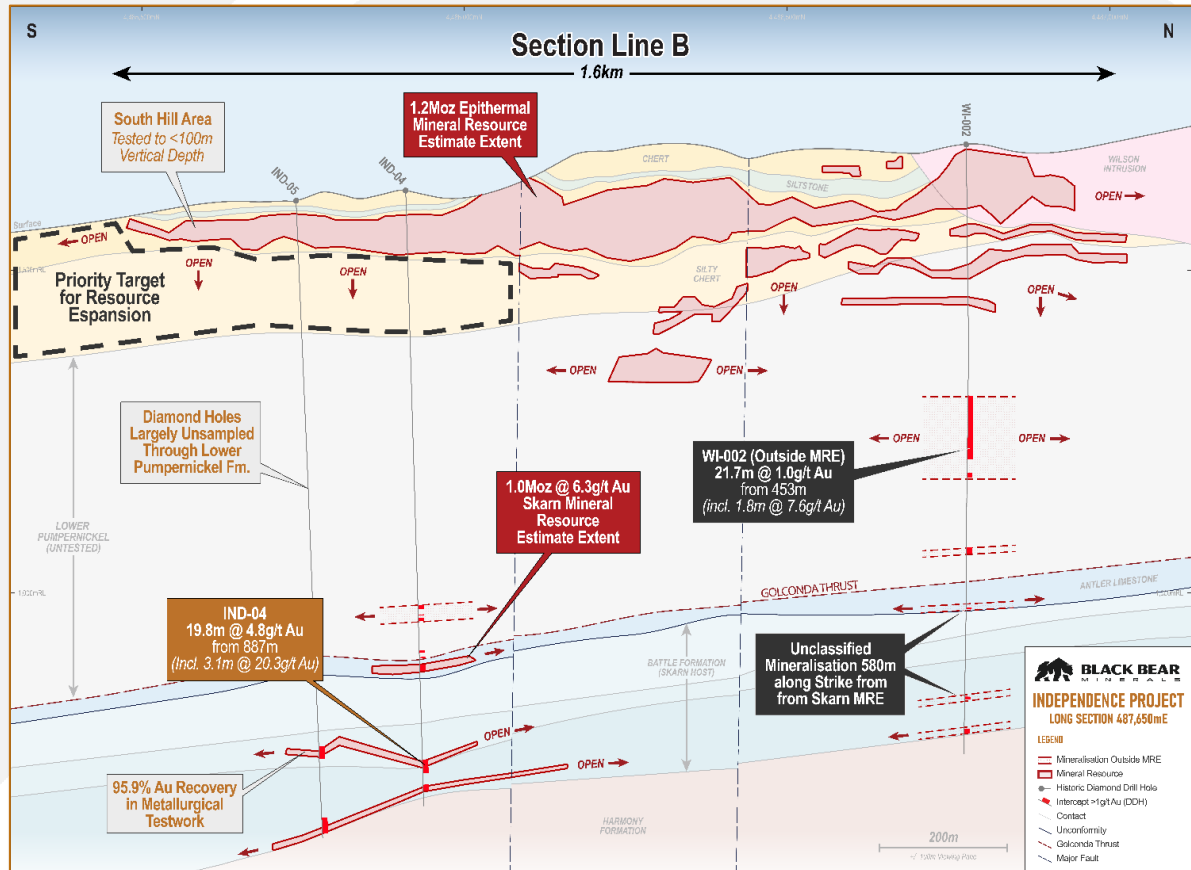 S
N
Section Line B
1.6km
South Hill Area
Tested to <100m
Vertical Depth
1.2Moz Epithermal
Mineral Resource
Estimate Extent
WI-002
IND-05
IND-04
CHERT
SILTSTONE
WILSON
INTRUSION
OPEN
Surface
OPEN
OPEN
OPEN
Priority Target
for Resource
Espansion
SILTY
CHERT
OPEN
OPEN
OPEN
OPEN
Diamond Holes
Largely Unsampled
Through Lower
Pumpernickel Fm.
OPEN
OPEN
WI-002 (Outside MRE)
21.7m @ 1.0g/t Au
from 453m
(incl. 1.8m @ 7.6g/t Au)
1.0Moz @ 6.3g/t Au
Skarn Mineral
Resource
Estimate Extent
LOWER
PUMPERNICKEL
(UNTESTED)
GOLCONDA THRUST
ANTLER LIMESTONE
IND-04
19.8m @ 4.8g/t Au
from 887m
(Incl. 3.1m @ 20.3g/t Au)
BATTLE FORMATION
(SKARN HOST)
Unclassified
Mineralisation 580m
along Strike from
from Skarn MRE
OPEN
OPEN
95.9% Au Recovery
in Metallurgical
Testwork
HARMONY
FORMATION
200m
BLACK BEAR
MINERALS
INDEPENDENCE PROJECT
LONG SECTION 487,650mE
LEGEND
Mineralisation Outside MRE
Mineral Resource
Historic Diamond Drill Hole
Intercept >1g/t Au (DDH)
Contact
Unconformity
Golconda Thrust
Major Fault